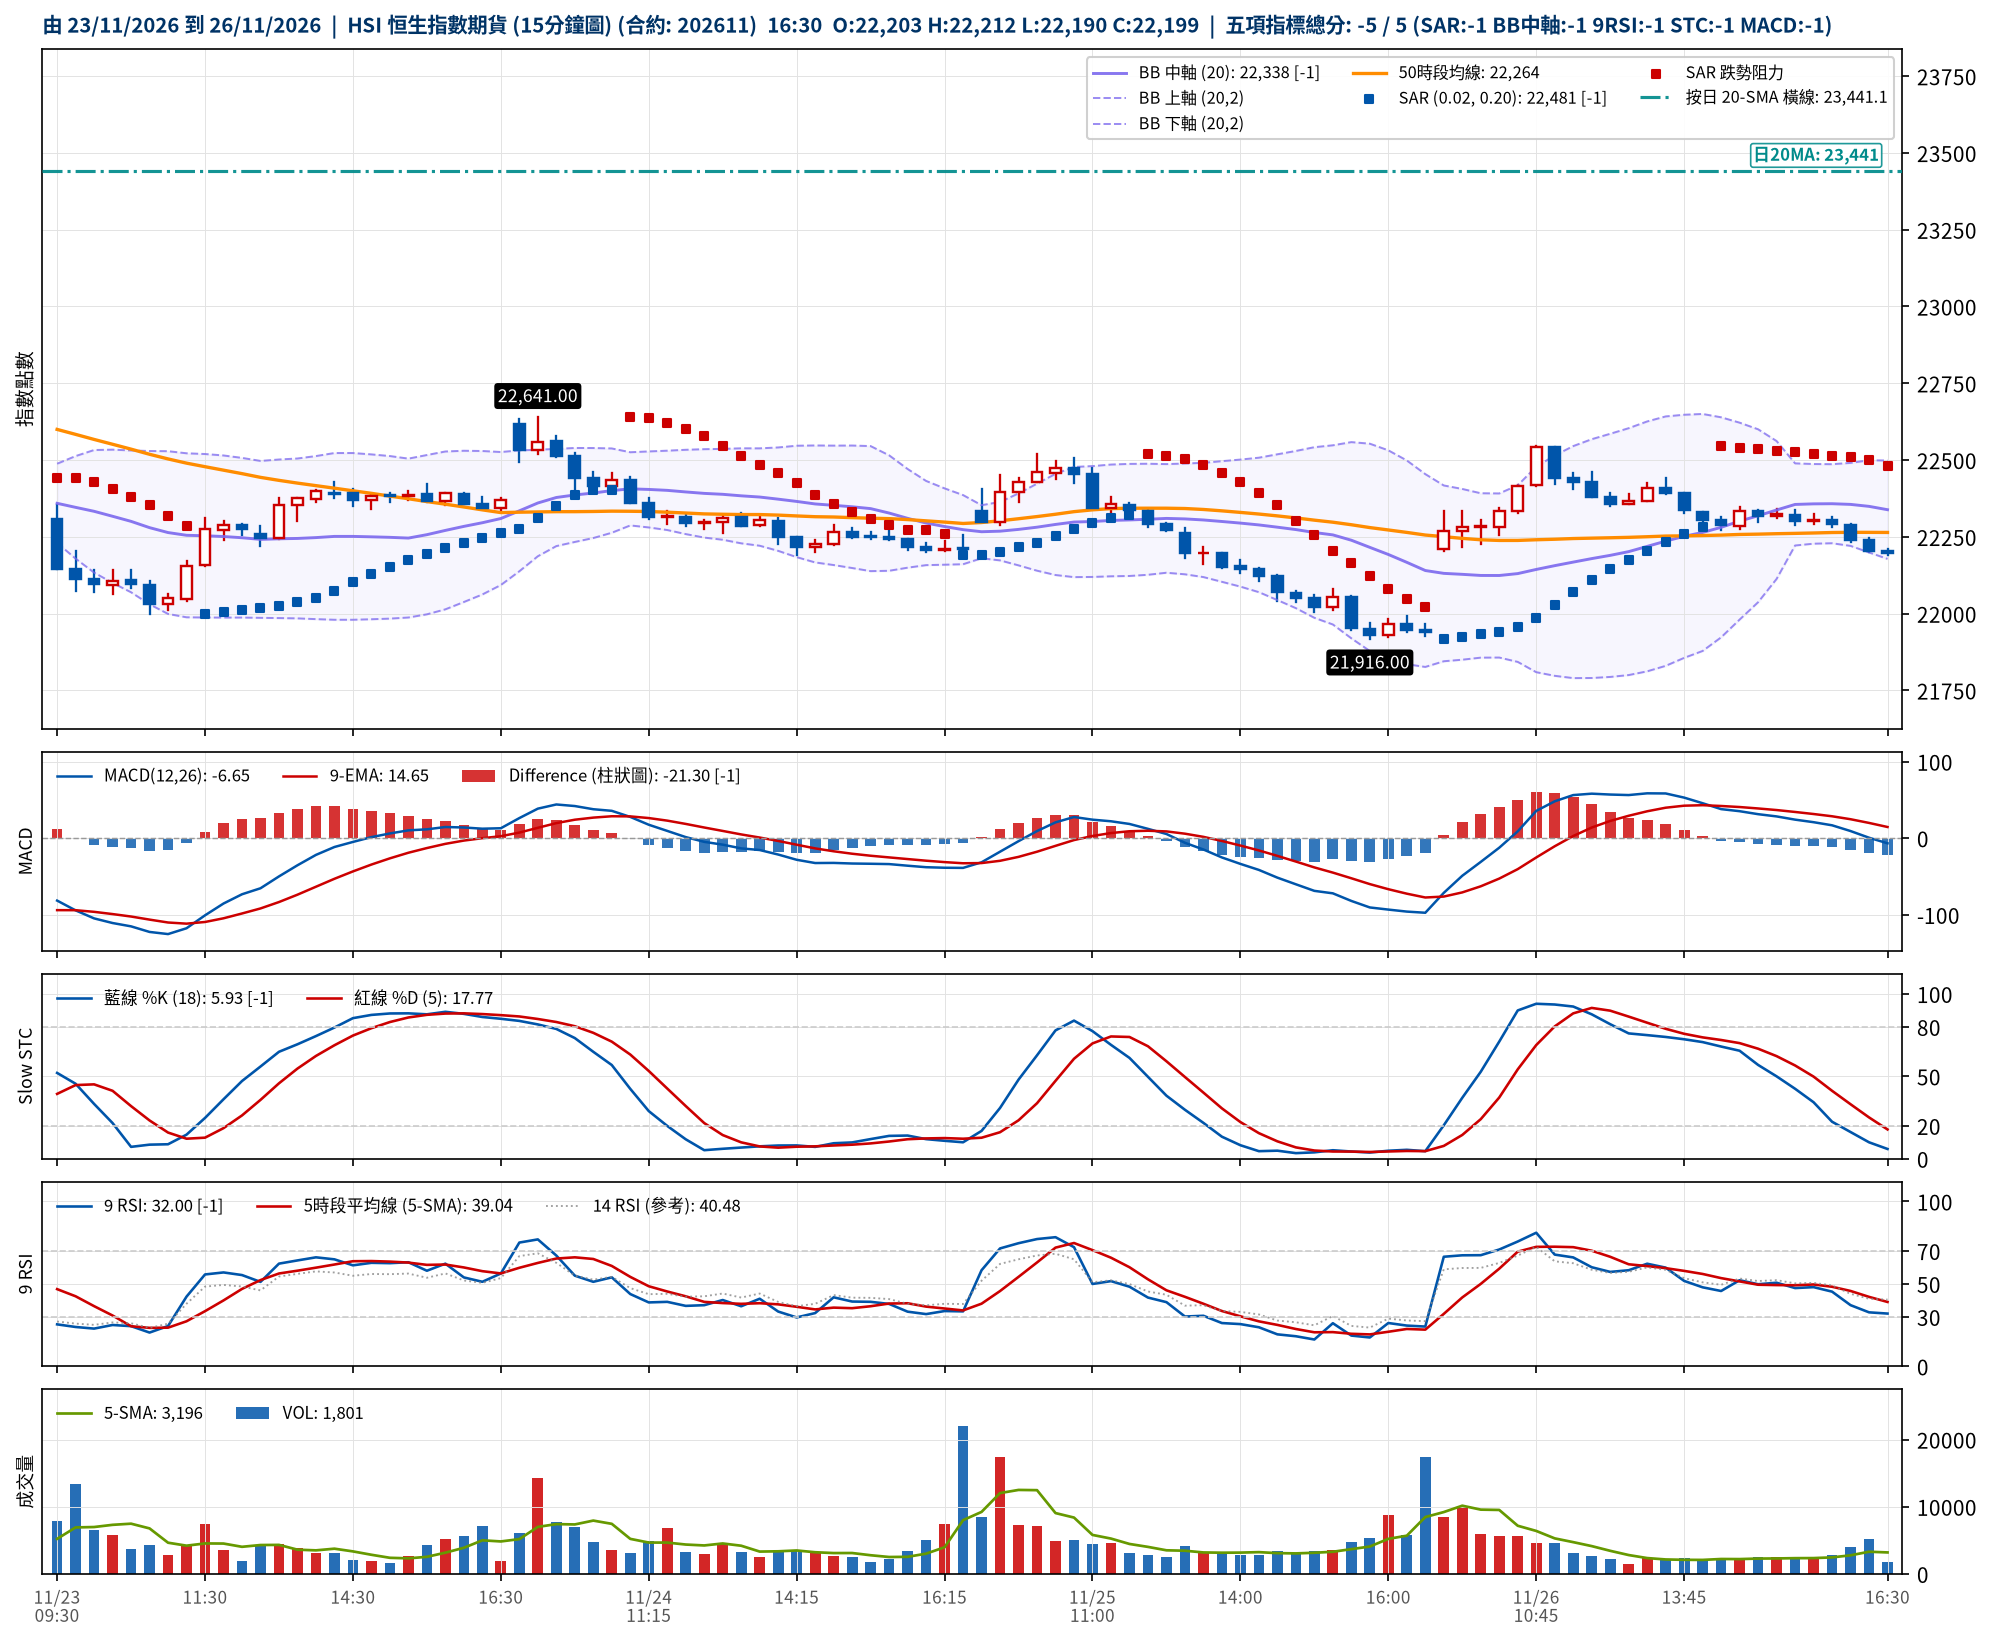 由 23/11/2026 到 26/11/2026 | HSI 恒生指數期貨 (15分鐘圖) (合約: 202611) 16:30 O:22,203 H:22,212 L:22,190 C:22,199 | 五項指標總分: -5 / 5 (SAR:-1 BB中軸:-1 9RSI:-1 STC:-1 MACD:-1)
BB 中軸 (20): 22,338 [-1]
BB 上軸 (20,2)
BB 下軸 (20,2)
50時段均線: 22,264
SAR (0.02, 0.20): 22,481 [-1]
SAR 跌勢阻力
按日 20-SMA 橫線: 23,441.1
日20MA: 23,441
22,641.00
21,916.00
指數點數
23750
23500
23250
23000
22750
22500
22250
22000
21750
MACD(12,26): -6.65
9-EMA: 14.65
Difference (柱狀圖): -21.30 [-1]
MACD
100
0
-100
藍線 %K (18): 5.93 [-1]
紅線 %D (5): 17.77
Slow STC
100
80
50
20
0
9 RSI: 32.00 [-1]
5時段平均線 (5-SMA): 39.04
14 RSI (參考): 40.48
9 RSI
100
70
50
30
0
5-SMA: 3,196
VOL: 1,801
成交量
20000
10000
0
11/23
09:30
11:30
14:30
16:30
11/24
11:15
14:15
16:15
11/25
11:00
14:00
16:00
11/26
10:45
13:45
16:30